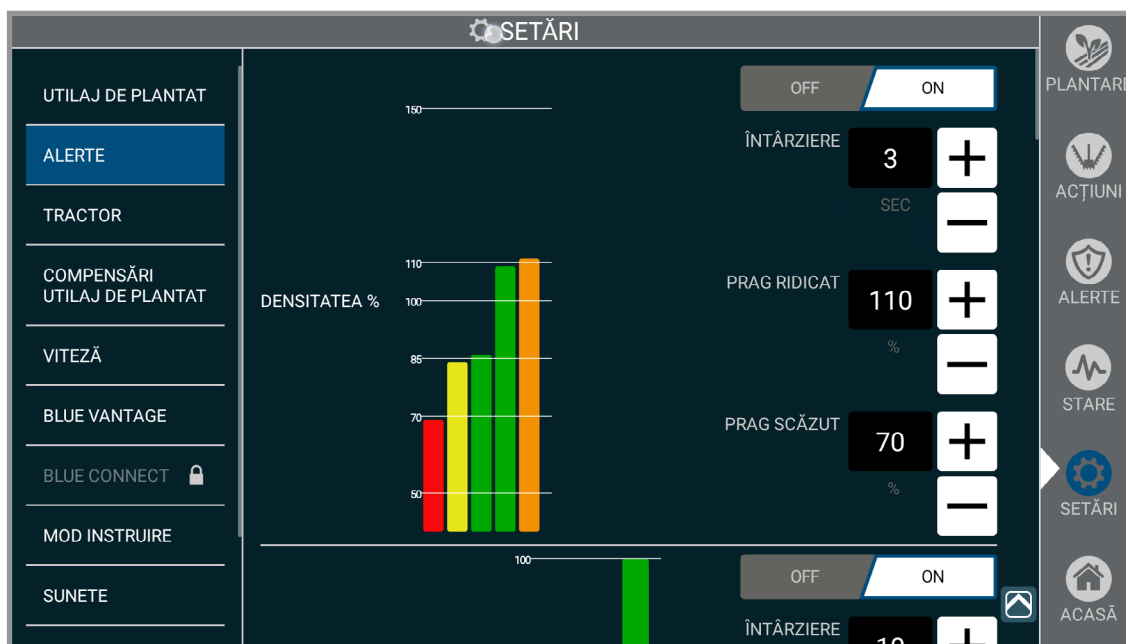 SETĂRI
UTILAJ DE PLANTAT
ALERTE
TRACTOR
COMPENSĂRI
UTILAJ DE PLANTAT
VITEZĂ
BLUE VANTAGE
BLUE CONNECT
MOD INSTRUIRE
SUNETE
DENSITATEA %
150
110
100
85
70
50
OFF ON
ÎNTÂRZIERE
3
SEC
PRAG RIDICAT
110
%
PRAG SCĂZUT
70
%
100
OFF ON
ÎNTÂRZIERE
PLANTARE
ACȚIUNI
ALERTE
STARE
SETĂRI
ACASĂ